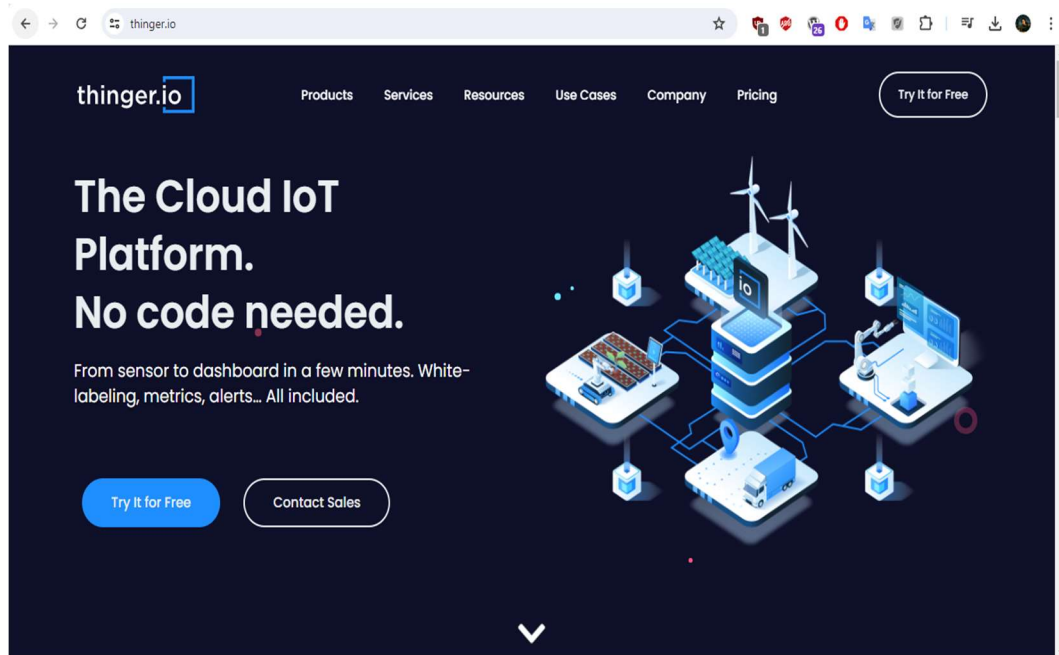 thinger.io
1
26
thinger.io
Products Services Resources Use Cases Company Pricing
Try It for Free
The Cloud IoT
Platform.
No code needed.
From sensor to dashboard in a few minutes. White-
labeling, metrics, alerts... All included.
Try It for Free
Contact Sales
io